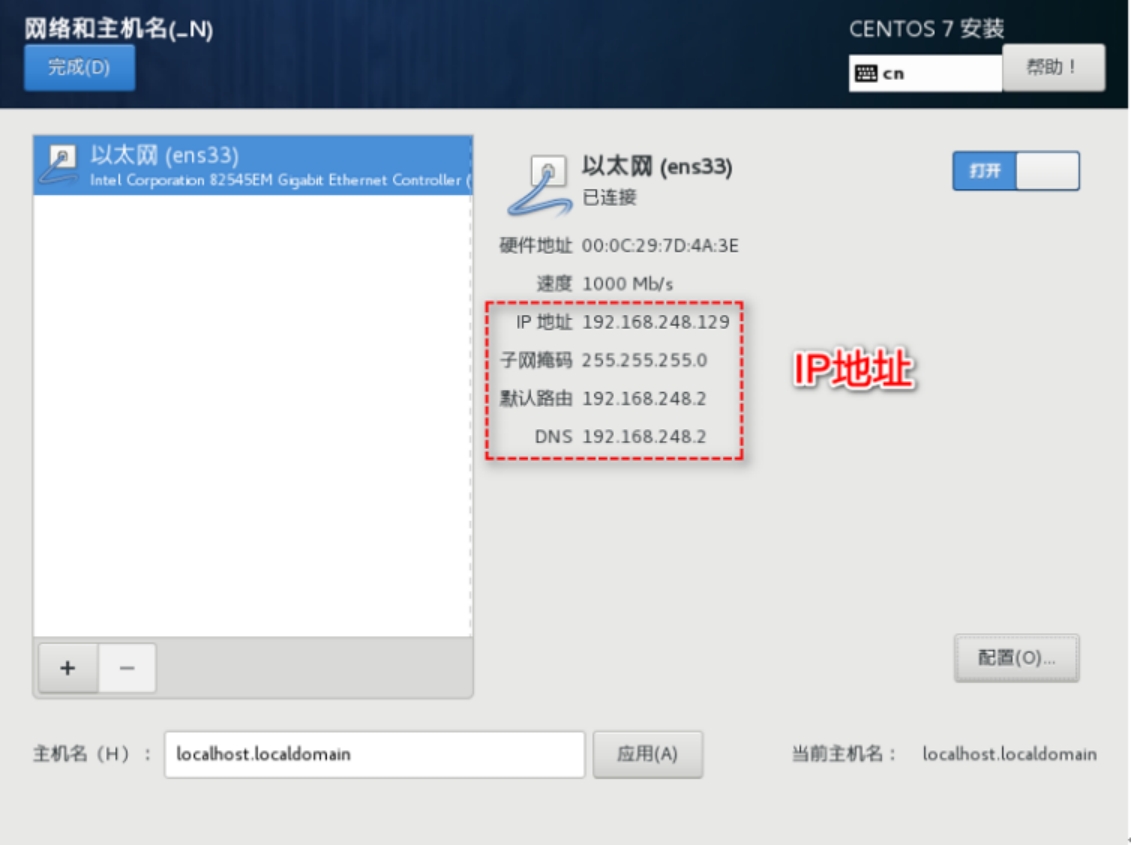 网络和主机名(_N)
CENTOS 7 安装
完成(D)
cn
帮助！
以太网 (ens33)
Intel Corporation 82545EM Gigabit Ethernet Controller (
以太网 (ens33)
已连接
打开
硬件地址 00:0C:29:7D:4A:3E
速度 1000 Mb/s
IP 地址 192.168.248.129
子网掩码 255.255.255.0
默认路由 192.168.248.2
DNS 192.168.248.2
IP地址
+
−
配置(O)...
主机名（H）： localhost.localdomain
应用(A)
当前主机名： localhost.localdomain